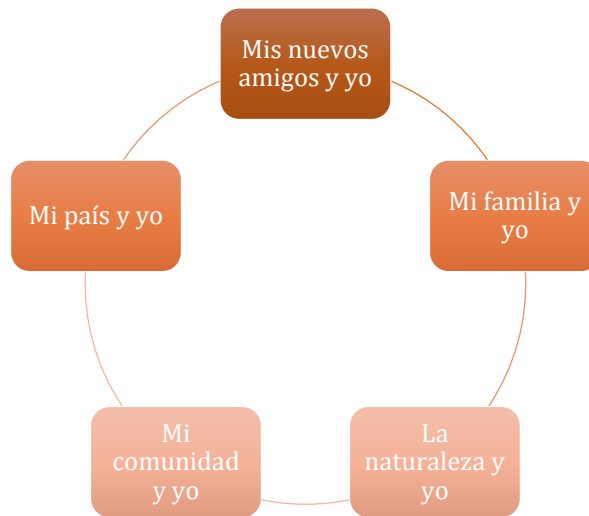 Mis nuevos
amigos y yo
Mi familia y
yo
La
naturaleza y
yo
Mi
comunidad
y yo
Mi país y yo